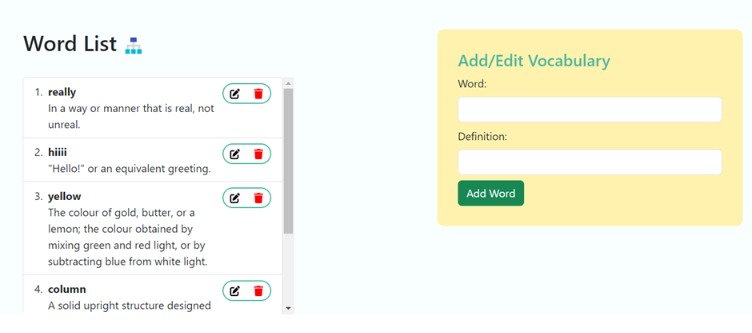 Word List
1. really
In a way or manner that is real, not
unreal.
2. hiiii
"Hello!" or an equivalent greeting.
3. yellow
The colour of gold, butter, or a
lemon; the colour obtained by
mixing green and red light, or by
subtracting blue from white light.
4. column
A solid upright structure designed
Add/Edit Vocabulary
Word:
Definition:
Add Word